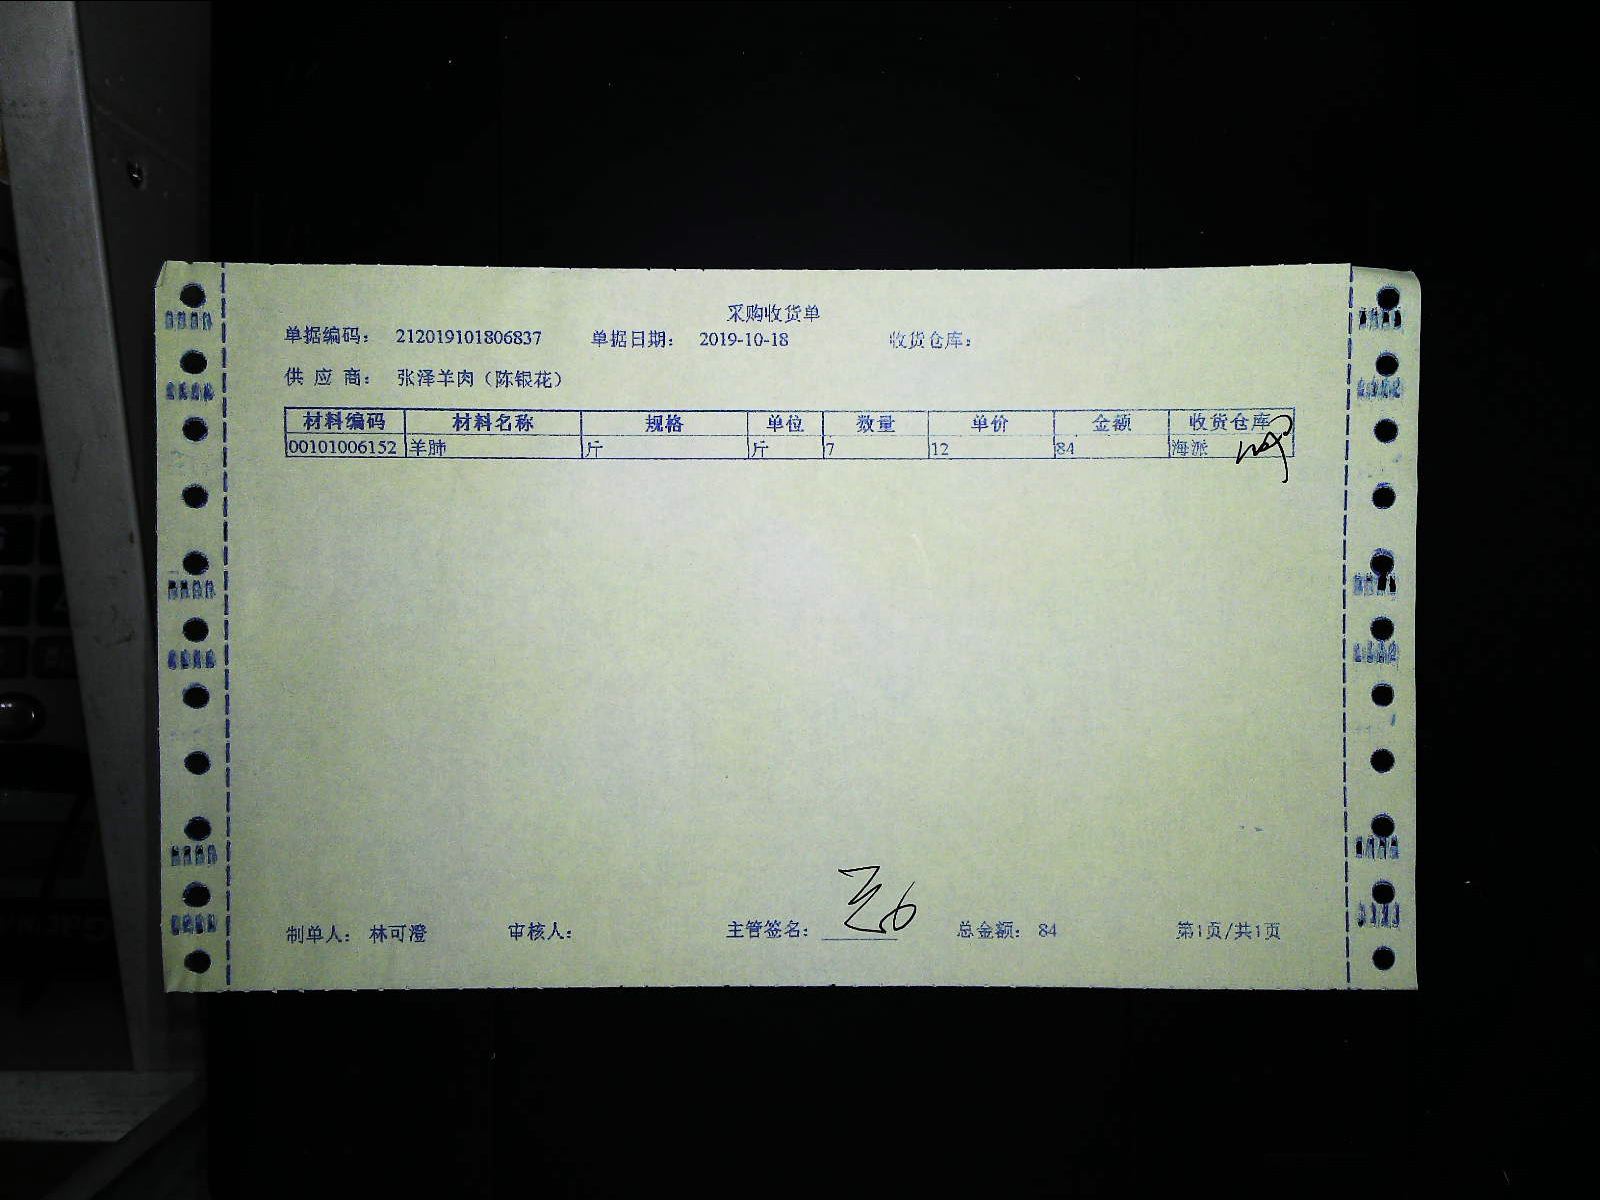 采购收货单
单据编码： 212019101806837 单据日期： 2019-10-18 收货仓库：
供 应 商： 张泽羊肉（陈银花）
材料编码 材料名称 规格 单位 数量 单价 金额 收货仓库
00101006152 羊肺 斤 斤 7 12 84 海派
制单人： 林可澄 审核人： 主管签名： 总金额： 84 第1页/共1页